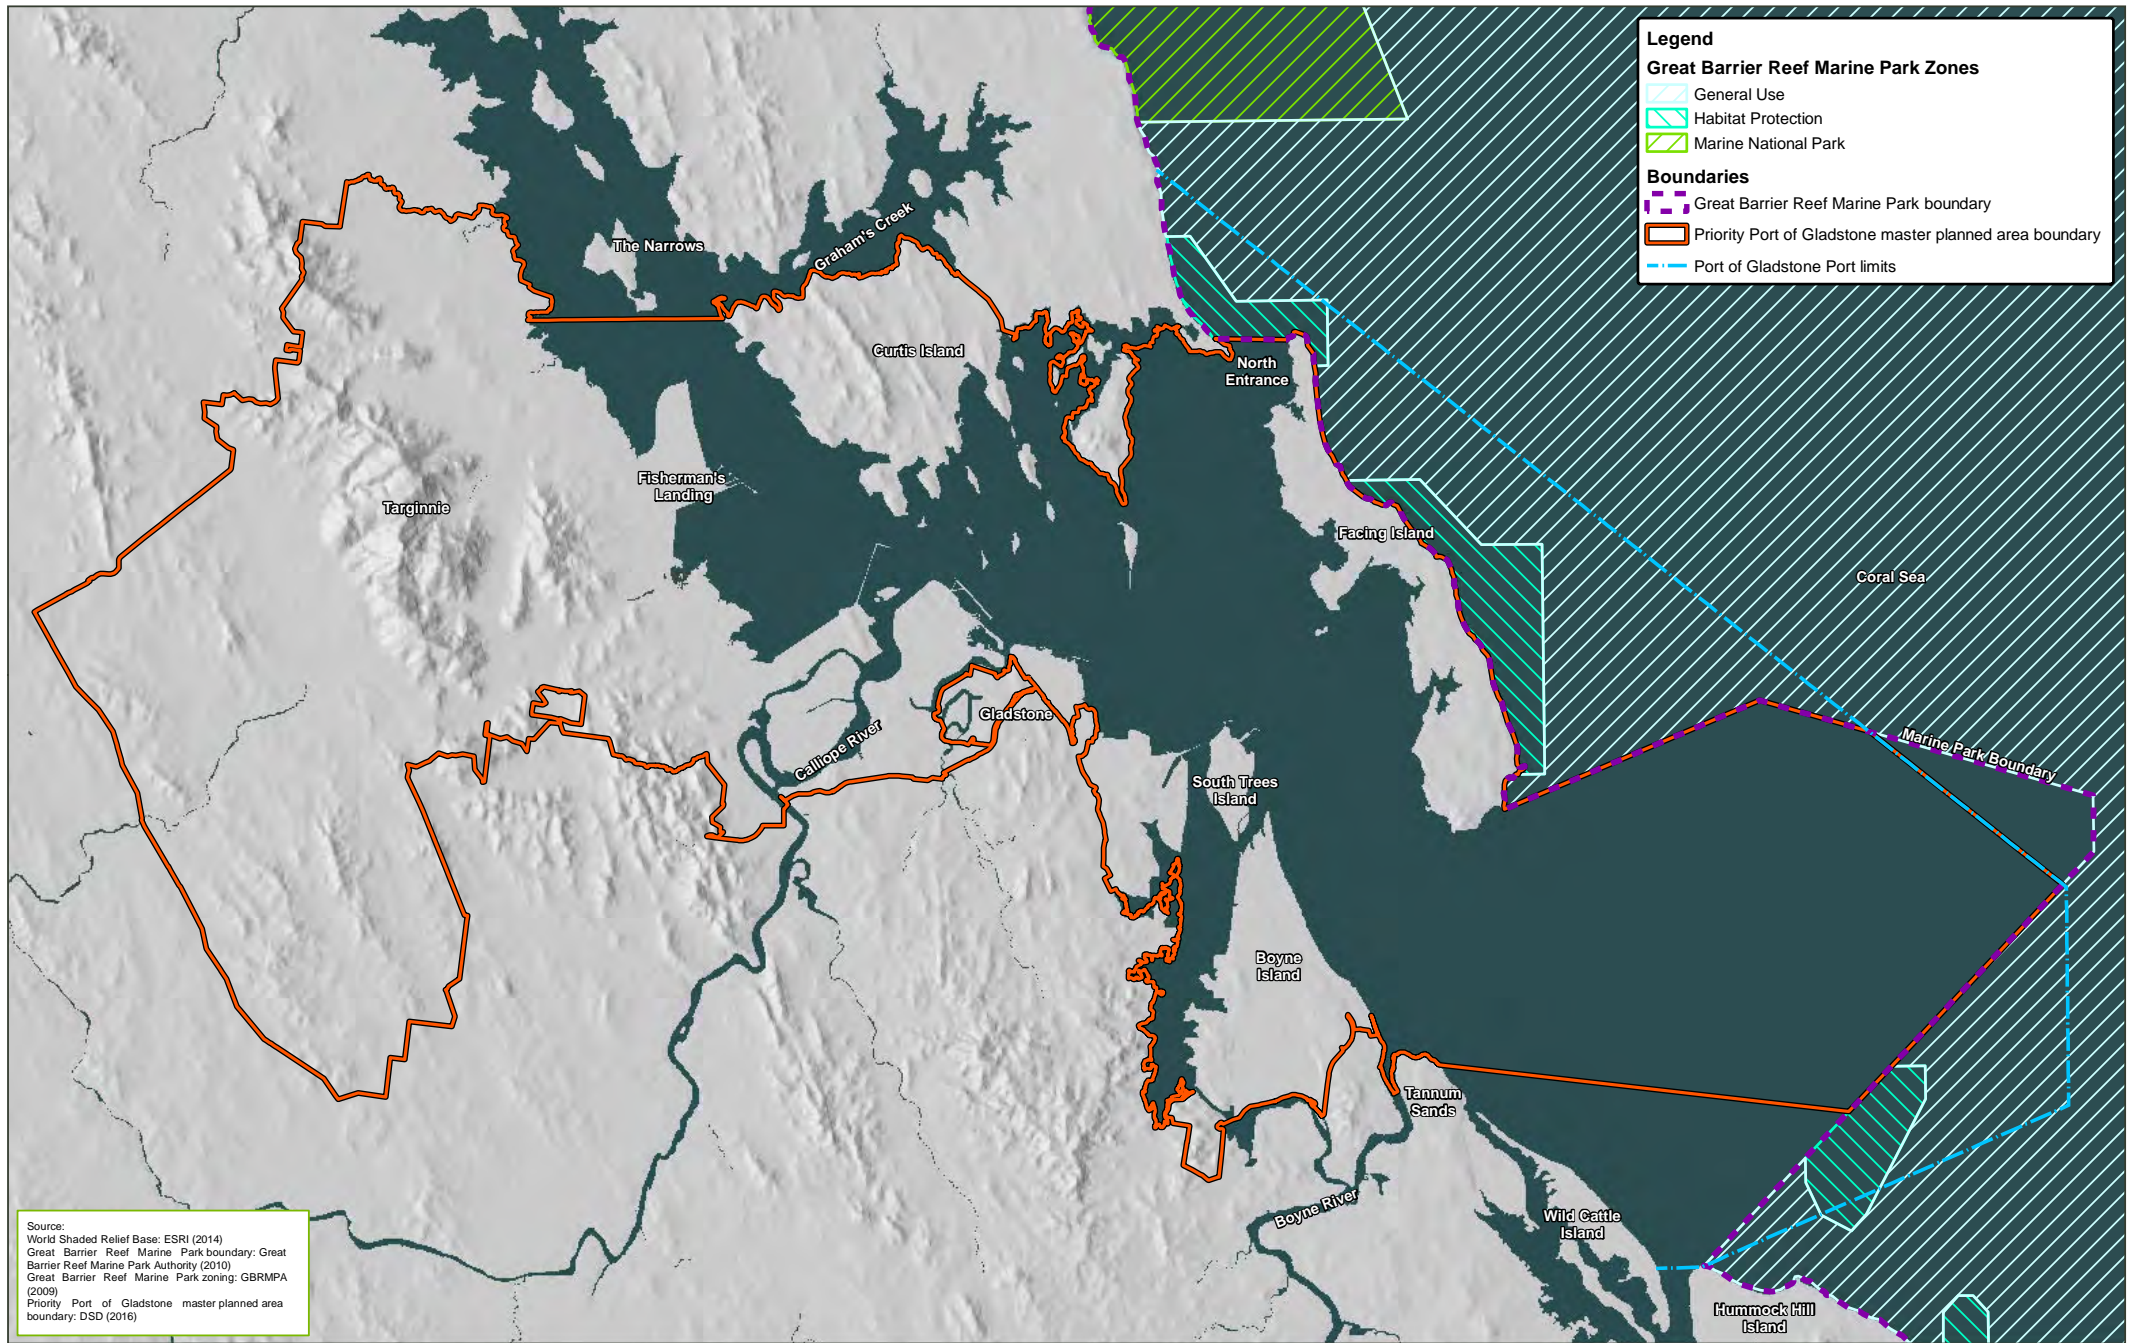 Legend
Great Barrier Reef Marine Park Zones
General Use
Habitat Protection
Marine National Park
Boundaries
Great Barrier Reef Marine Park boundary
Priority Port of Gladstone master planned area boundary
Port of Gladstone Port limits
The Narrows
Graham's Creek
Curtis Island
North
Entrance
Fisherman's
Landing
Targinnie
Facing Island
Coral Sea
Gladstone
Calliope River
Marine Park Boundary
South Trees
Island
Boyne
Island
Tannum
Sands
Boyne River
Wild Cattle
Island
Hummock Hill
Island
Source:
World Shaded Relief Base: ESRI (2014)
Great Barrier Reef Marine Park boundary: Great
Barrier Reef Marine Park Authority (2010)
Great Barrier Reef Marine Park zoning: GBRMPA
(2009)
Priority Port of Gladstone master planned area
boundary: DSD (2016)